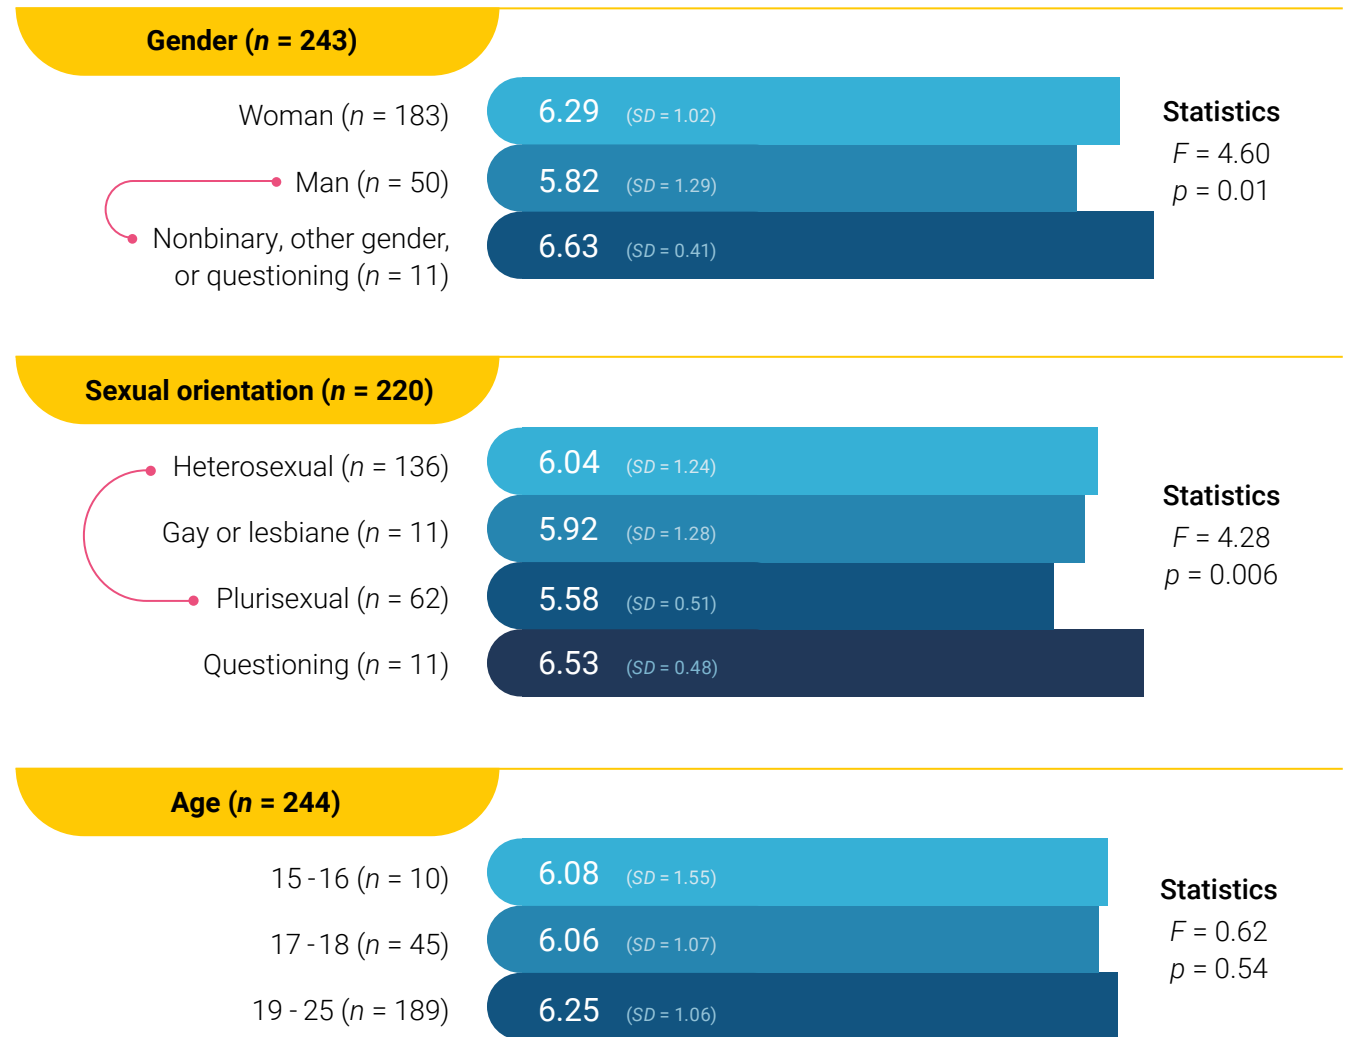 Gender (n = 243)
Woman (n = 183)
6.29 (SD = 1.02)
Man (n = 50)
5.82 (SD = 1.29)
Nonbinary, other gender,
or questioning (n = 11)
6.63 (SD = 0.41)
Statistics
F = 4.60
p = 0.01
Sexual orientation (n = 220)
Heterosexual (n = 136)
6.04 (SD = 1.24)
Gay or lesbiane (n = 11)
5.92 (SD = 1.28)
Plurisexual (n = 62)
5.58 (SD = 0.51)
Questioning (n = 11)
6.53 (SD = 0.48)
Statistics
F = 4.28
p = 0.006
Age (n = 244)
15 - 16 (n = 10)
6.08 (SD = 1.55)
17 - 18 (n = 45)
6.06 (SD = 1.07)
19 - 25 (n = 189)
6.25 (SD = 1.06)
Statistics
F = 0.62
p = 0.54